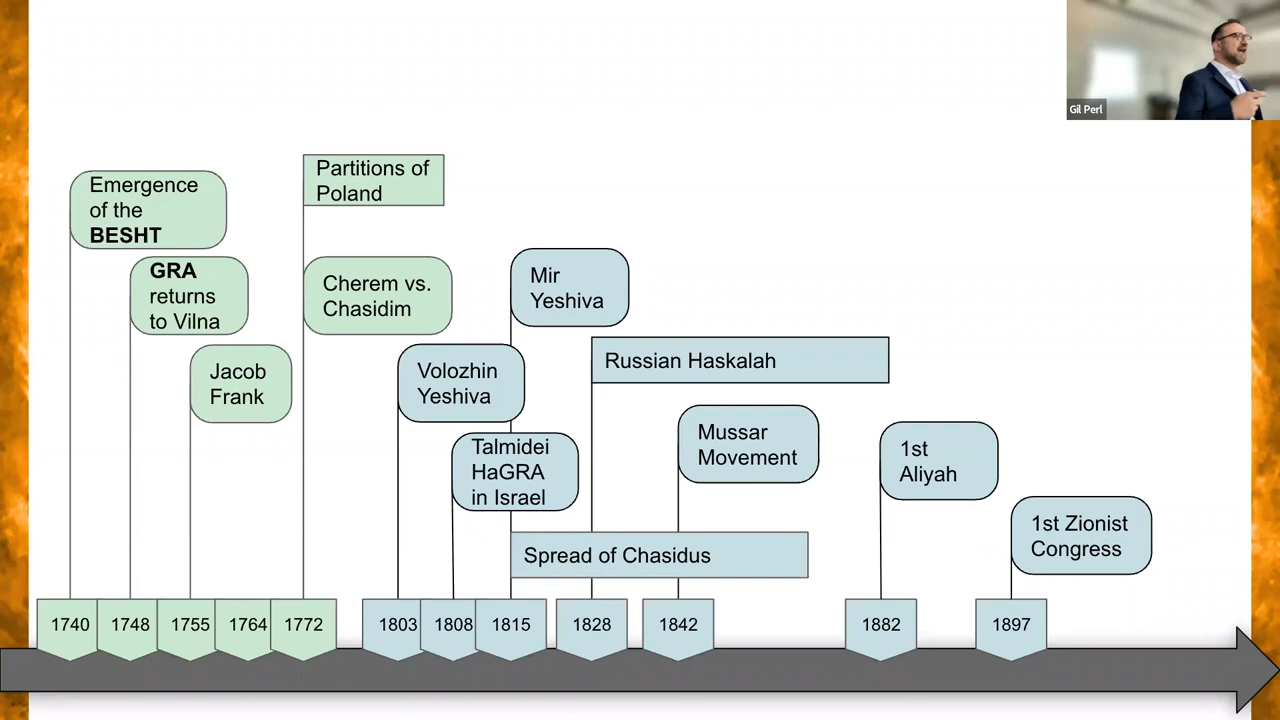 Gil Perl
Partitions of
Poland
Emergence
of the
BESHT
GRA
returns
to Vilna
Cherem vs.
Chasidim
Mir
Yeshiva
Jacob
Frank
Volozhin
Yeshiva
Russian Haskalah
Talmidei
HaGRA
in Israel
Mussar
Movement
1st
Aliyah
Spread of Chasidus
1st Zionist
Congress
1740
1748
1755
1764
1772
1803
1808
1815
1828
1842
1882
1897